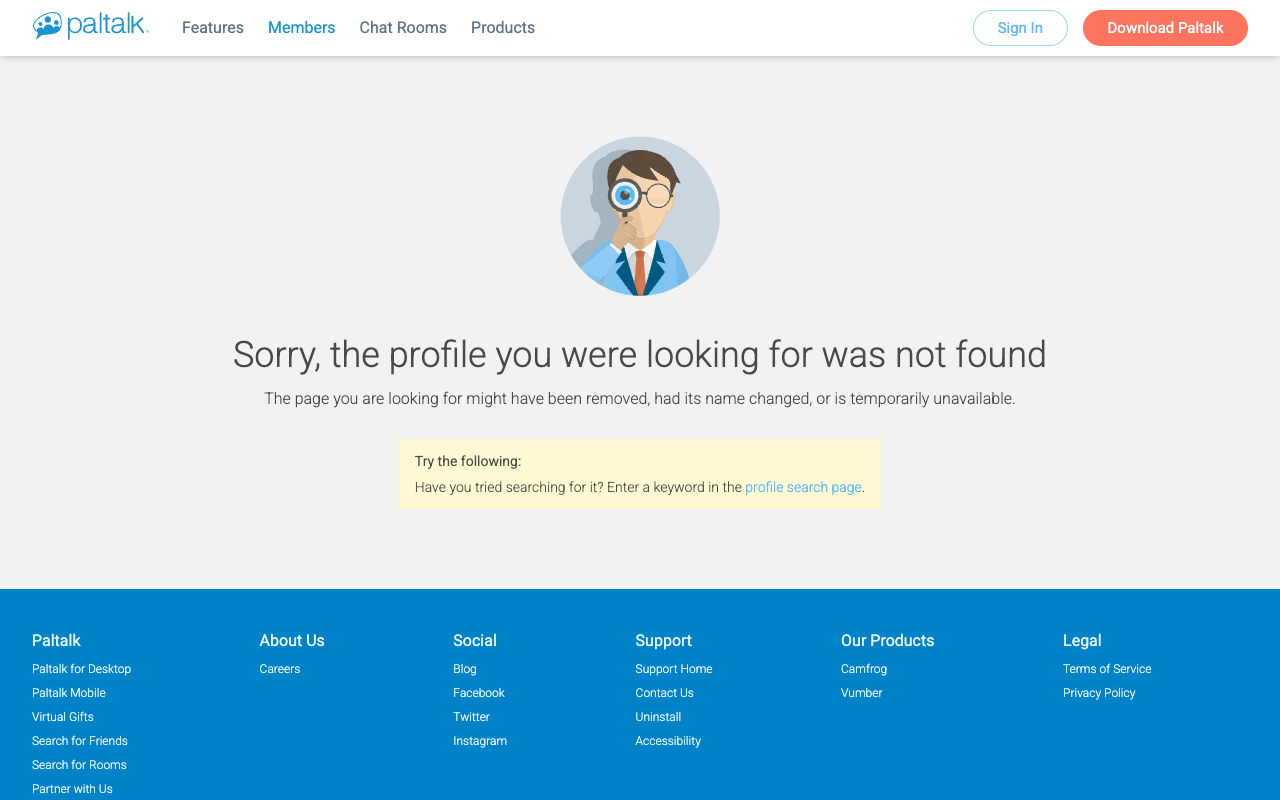 paltalk
Features
Members
Chat Rooms
Products
Sign In
Download Paltalk
Sorry, the profile you were looking for was not found
The page you are looking for might have been removed, had its name changed, or is temporarily unavailable.
Try the following:
Have you tried searching for it? Enter a keyword in the profile search page.
Paltalk
Paltalk for Desktop
Paltalk Mobile
Virtual Gifts
Search for Friends
Search for Rooms
Partner with Us
About Us
Careers
Social
Blog
Facebook
Twitter
Instagram
Support
Support Home
Contact Us
Uninstall
Accessibility
Our Products
Camfrog
Vumber
Legal
Terms of Service
Privacy Policy